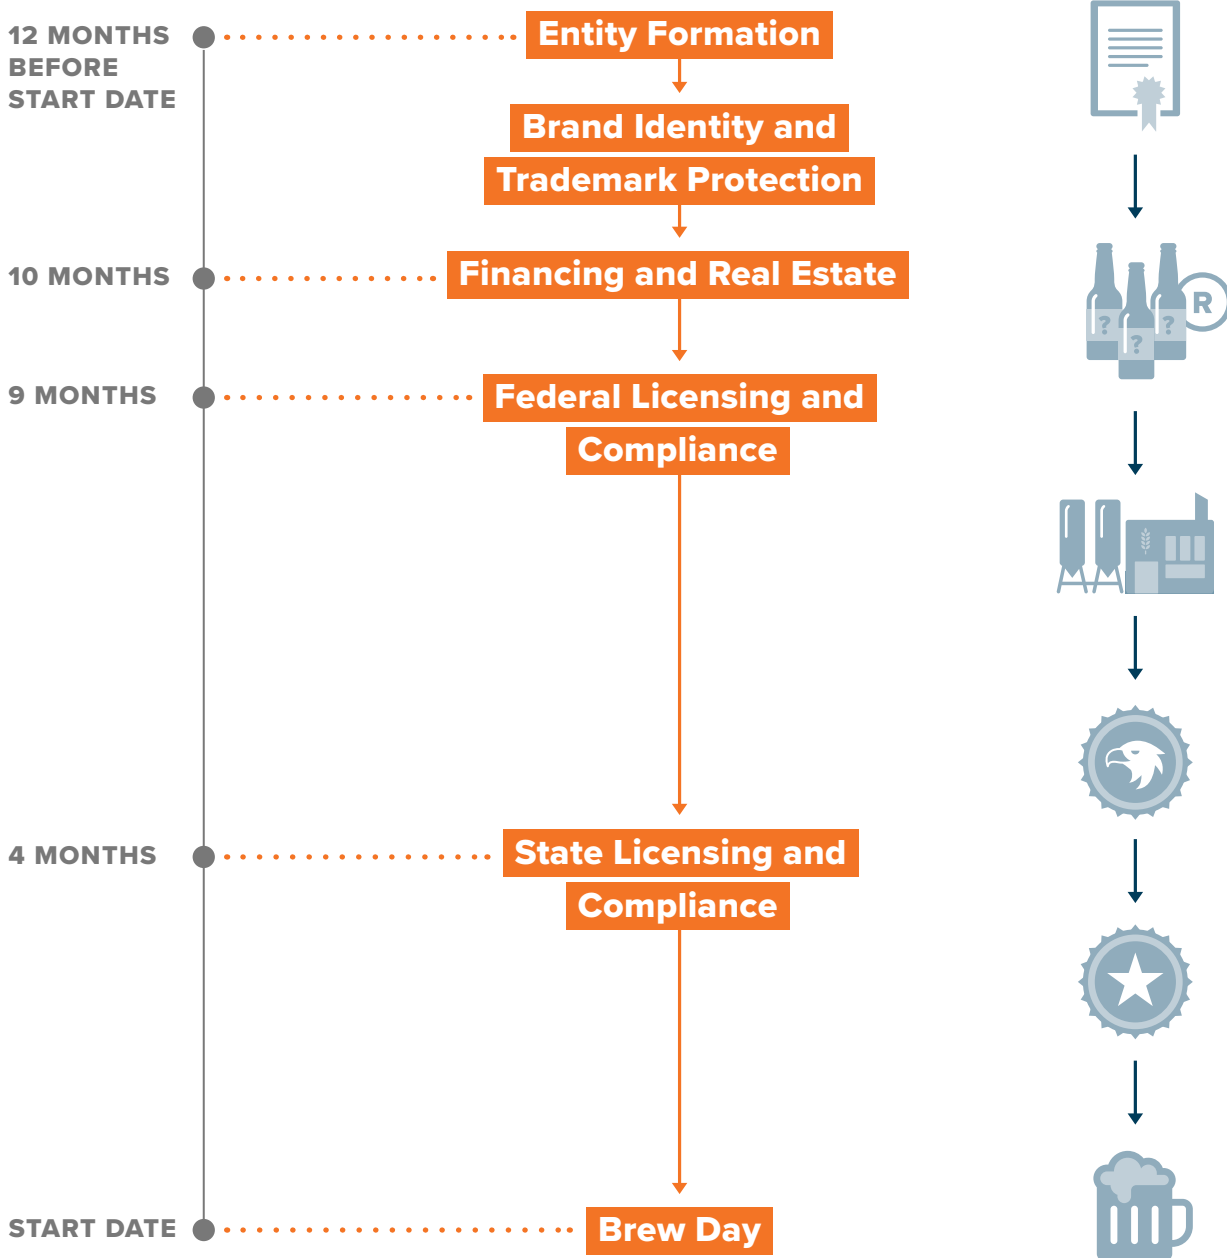 12 MONTHS
BEFORE
START DATE
Entity Formation
Brand Identity and
Trademark Protection
10 MONTHS
Financing and Real Estate
R
? ? ?
9 MONTHS
Federal Licensing and
Compliance
4 MONTHS
State Licensing and
Compliance
START DATE
Brew Day